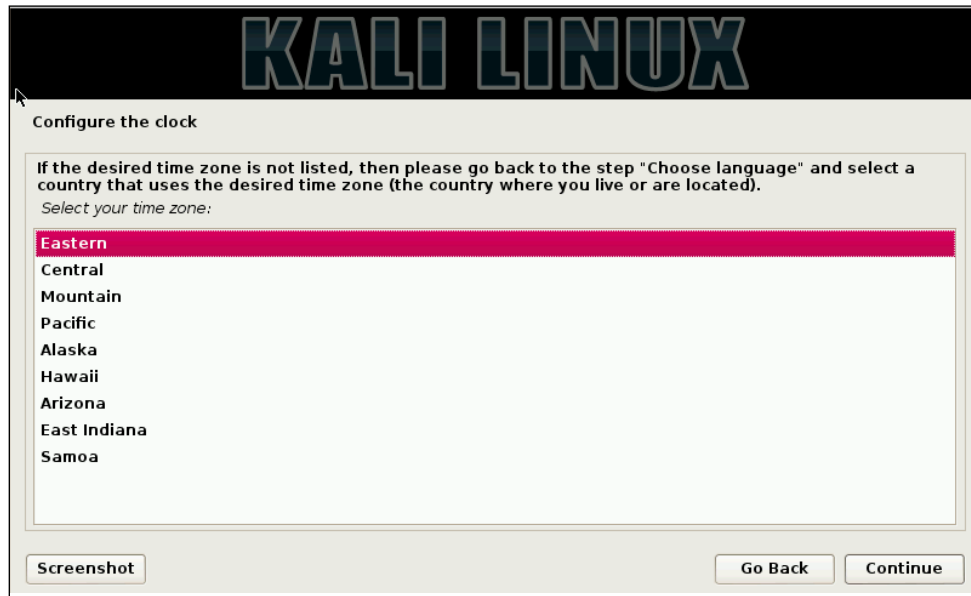 KALI LINUX
Configure the clock
If the desired time zone is not listed, then please go back to the step "Choose language" and select a
country that uses the desired time zone (the country where you live or are located).
Select your time zone:
Eastern
Central
Mountain
Pacific
Alaska
Hawaii
Arizona
East Indiana
Samoa
Screenshot
Go Back
Continue